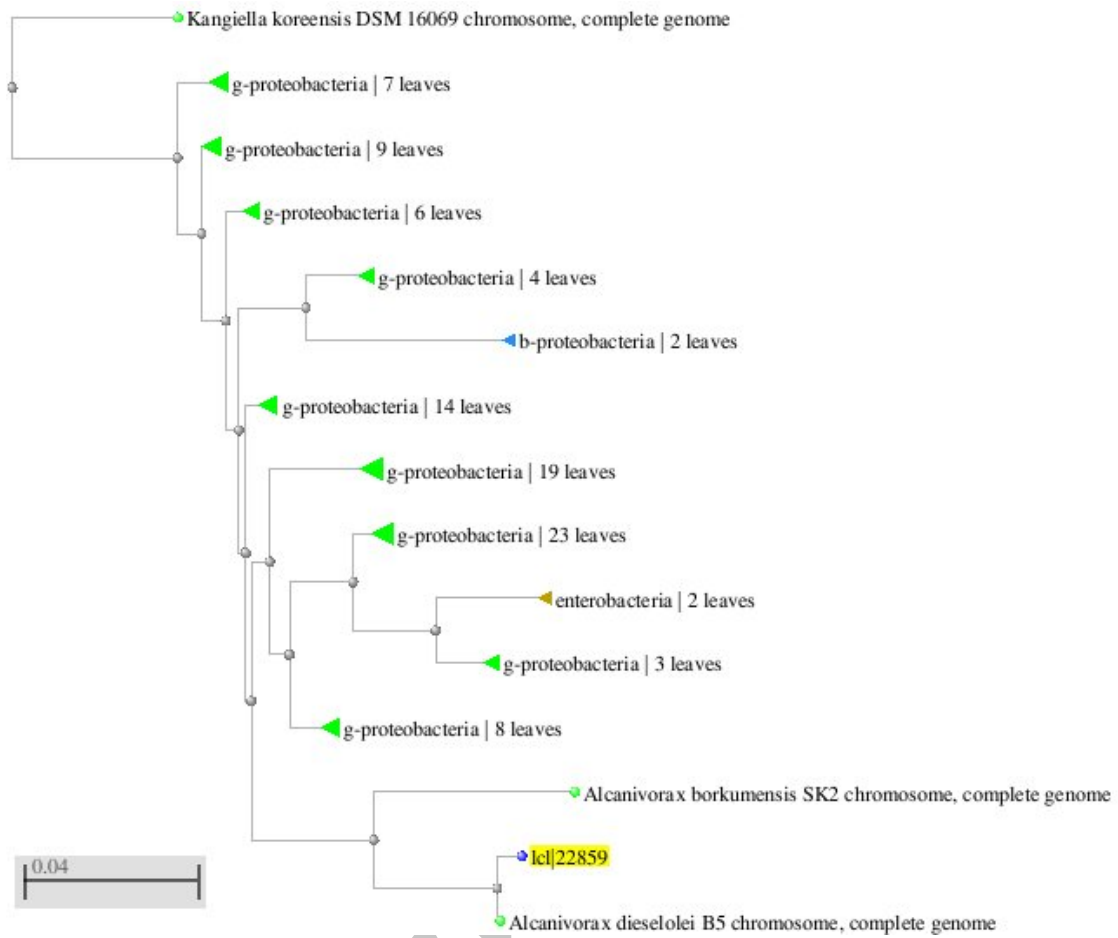 Kangiella koreensis DSM 16069 chromosome, complete genome
g-proteobacteria | 7 leaves
g-proteobacteria | 9 leaves
g-proteobacteria | 6 leaves
g-proteobacteria | 4 leaves
b-proteobacteria | 2 leaves
g-proteobacteria | 14 leaves
g-proteobacteria | 19 leaves
g-proteobacteria | 23 leaves
enterobacteria | 2 leaves
g-proteobacteria | 3 leaves
g-proteobacteria | 8 leaves
Alcanivorax borkumensis SK2 chromosome, complete genome
lcl|22859
0.04
Alcanivorax dieselolei B5 chromosome, complete genome